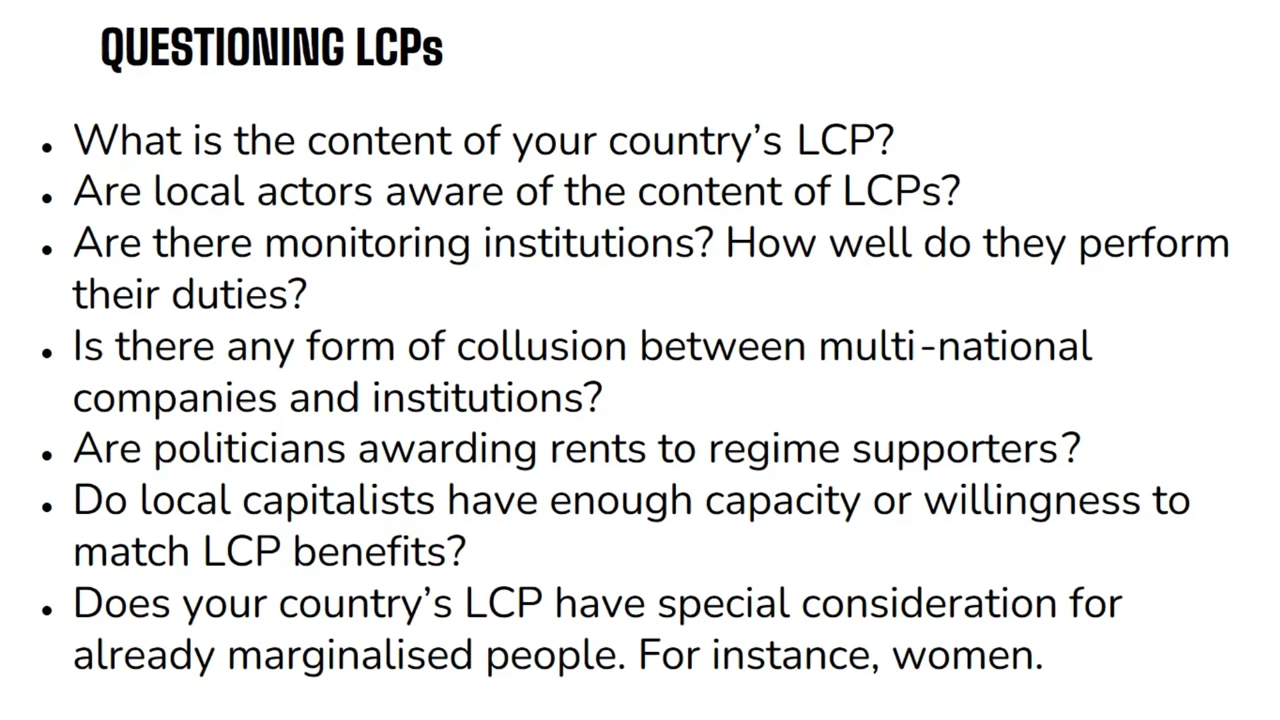 QUESTIONING LCPs
• What is the content of your country’s LCP?
• Are local actors aware of the content of LCPs?
• Are there monitoring institutions? How well do they perform
their duties?
• Is there any form of collusion between multi-national
companies and institutions?
• Are politicians awarding rents to regime supporters?
• Do local capitalists have enough capacity or willingness to
match LCP benefits?
• Does your country’s LCP have special consideration for
already marginalised people. For instance, women.